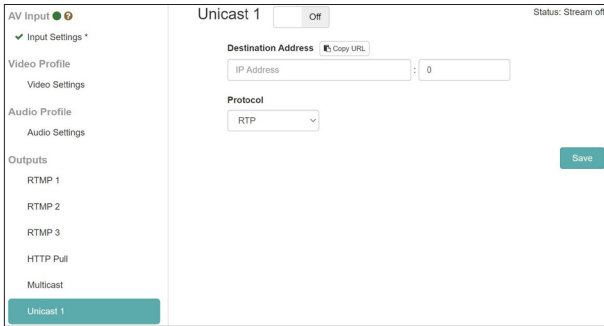 AV Input
Input Settings *
Video Profile
Video Settings
Audio Profile
Audio Settings
Outputs
RTMP 1
RTMP 2
RTMP 3
HTTP Pull
Multicast
Unicast 1
Unicast 1 Off
Status: Stream off
Destination Address Copy URL
IP Address : 0
Protocol
RTP
Save